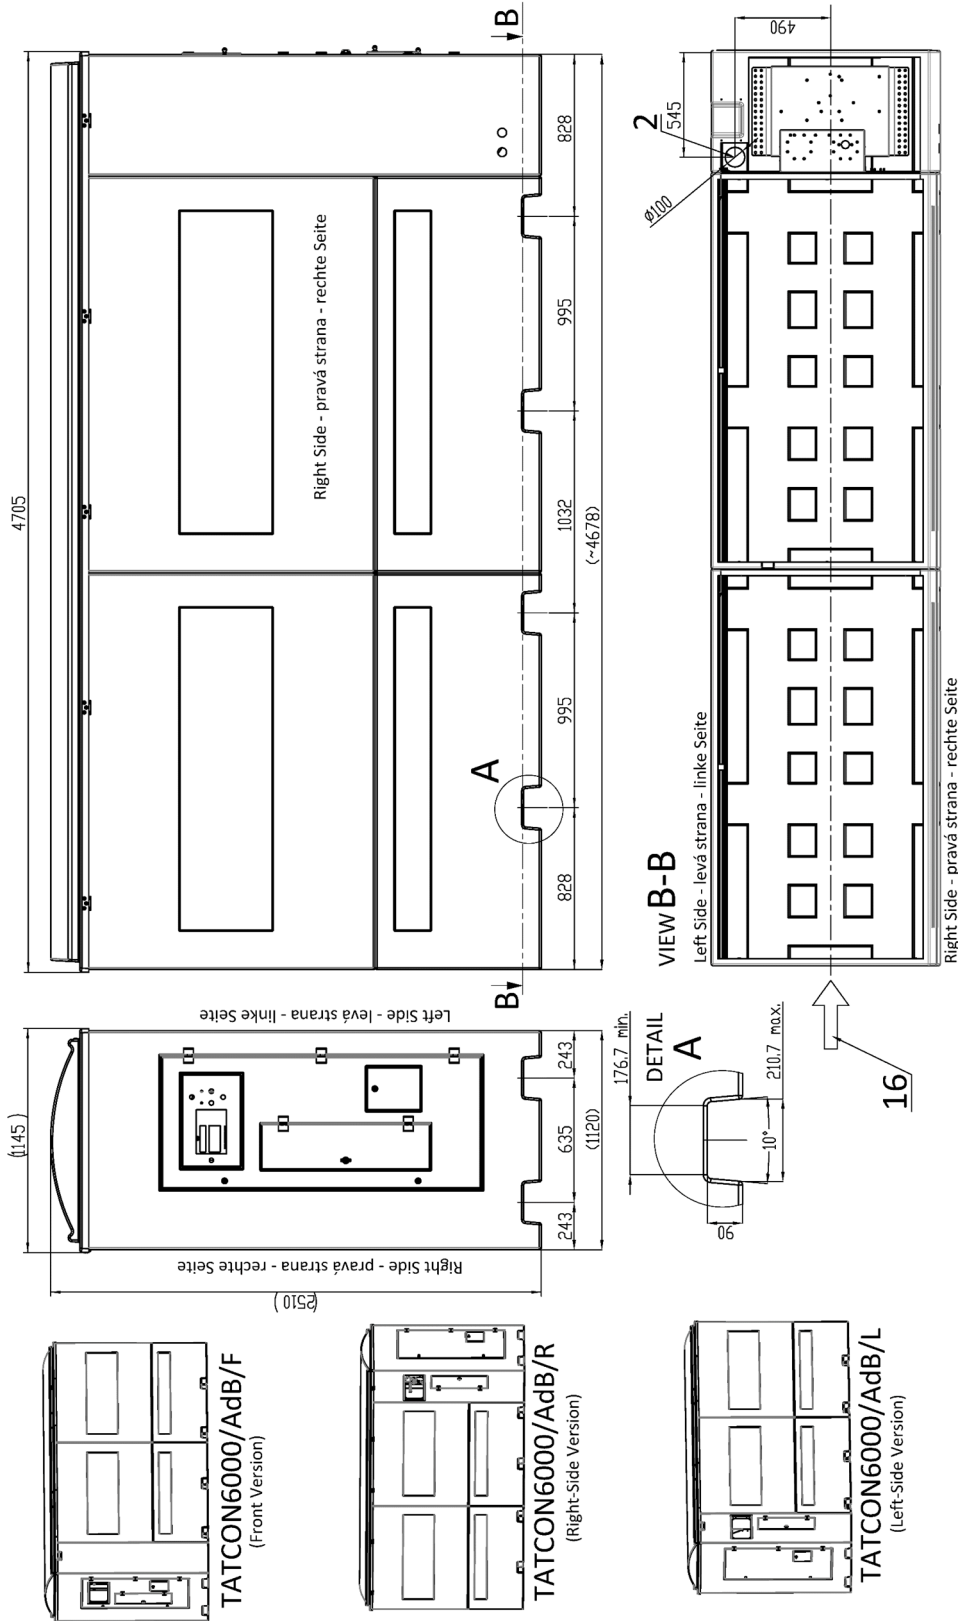 4705
B
828
995
1032
995
828
(~4678)
Right Side - pravá strana - rechte Seite
A
B
490
545
2
Ø100
VIEW B-B
Left Side - levá strana - linke Seite
Right Side - pravá strana - rechte Seite
16
(1145)
Left Side - levá strana - linke Seite
Right Side - pravá strana - rechte Seite
243
635
243
(1120)
(2510)
DETAIL
A
176.7 min.
210.7 max.
10°
90
TATCON6000/AdB/F
(Front Version)
TATCON6000/AdB/R
(Right-Side Version)
TATCON6000/AdB/L
(Left-Side Version)